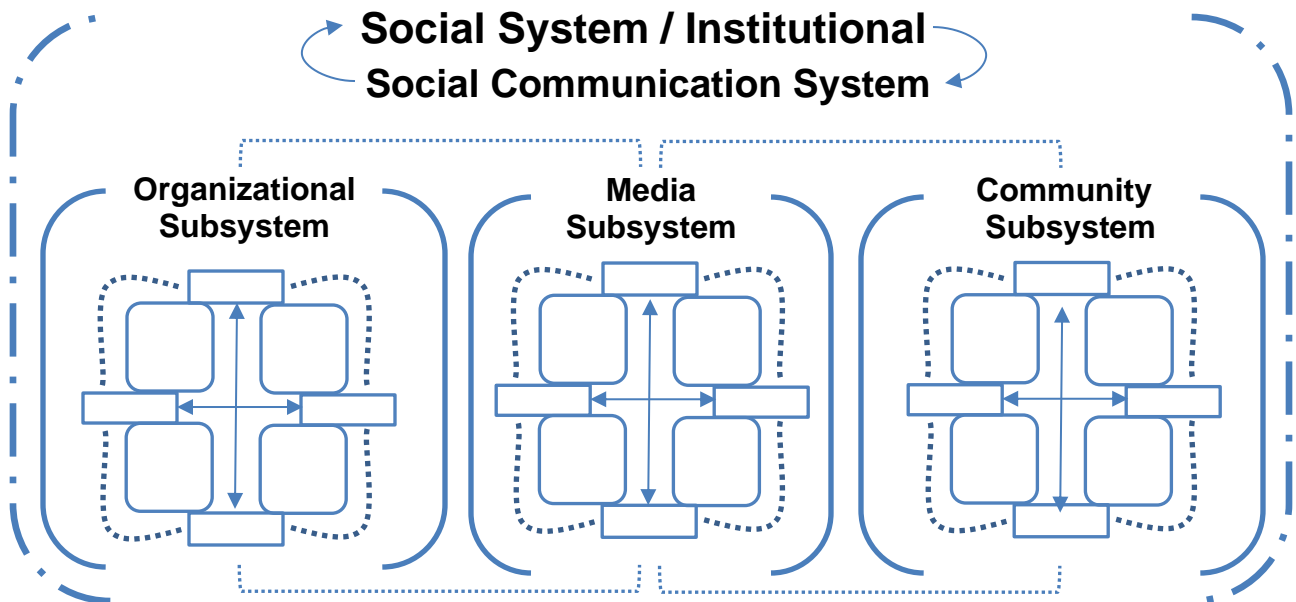 Social System / Institutional
Social Communication System
Organizational
Subsystem
Media
Subsystem
Community
Subsystem